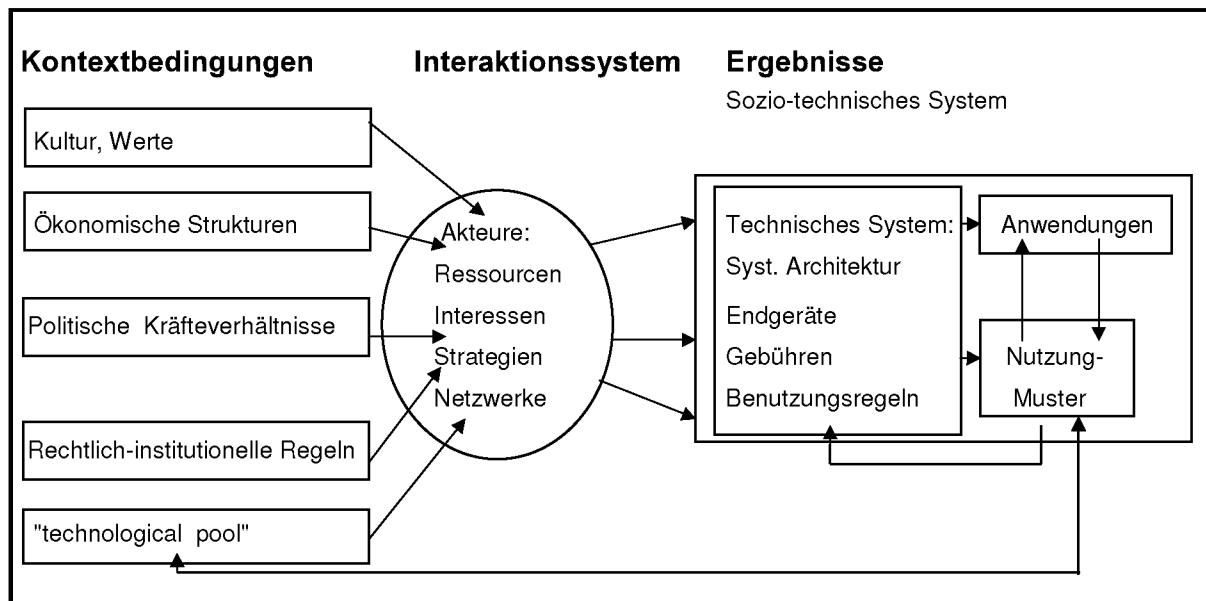 Kontextbedingungen
Interaktionssystem
Ergebnisse
Sozio-technisches System
Kultur, Werte
Ökonomische Strukturen
Politische Kräfteverhältnisse
Rechtlich-institutionelle Regeln
"technological pool"
Akteure:
Ressourcen
Interessen
Strategien
Netzwerke
Technisches System:
Syst. Architektur
Endgeräte
Gebühren
Benutzungsregeln
Anwendungen
Nutzung-
Muster